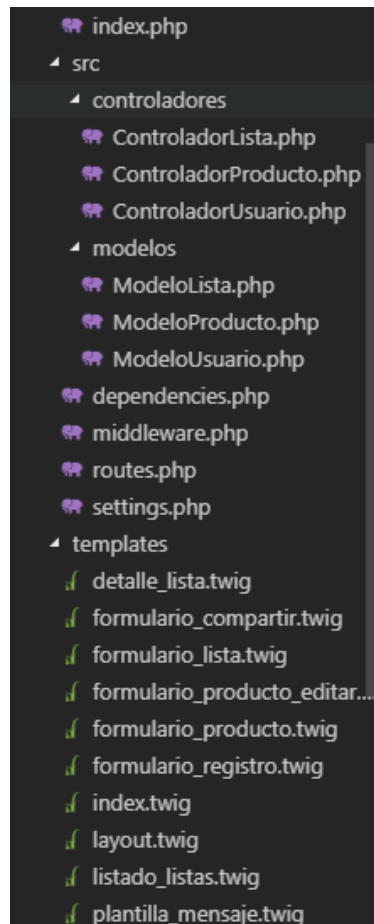 index.php
src
controladores
ControladorLista.php
ControladorProducto.php
ControladorUsuario.php
modelos
ModeloLista.php
ModeloProducto.php
ModeloUsuario.php
dependencies.php
middleware.php
routes.php
settings.php
templates
detalle_lista.twig
formulario_compartir.twig
formulario_lista.twig
formulario_producto_editar....
formulario_producto.twig
formulario_registro.twig
index.twig
layout.twig
listado_listas.twig
plantilla_mensaje.twig